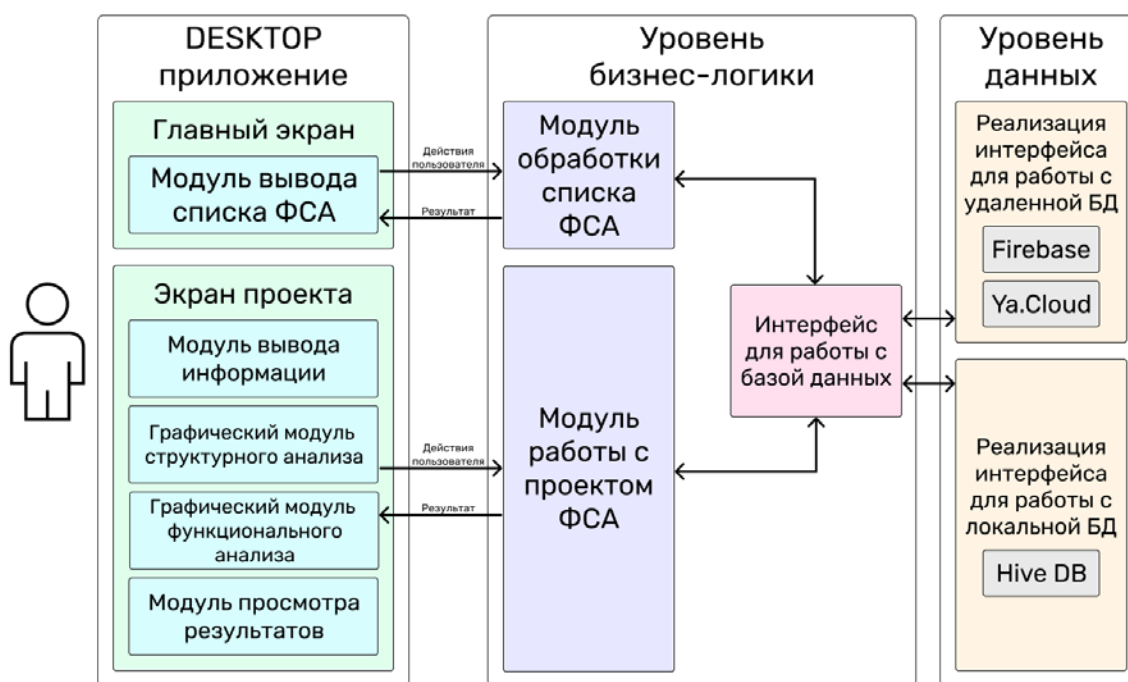 DESKTOP
приложение
Главный экран
Модуль вывода
списка ФСА
Экран проекта
Модуль вывода
информации
Графический модуль
структурного анализа
Графический модуль
функционального
анализа
Модуль просмотра
результатов
Действия
пользователя
Результат
Действия
пользователя
Результат
Уровень
бизнес-логики
Модуль
обработки
списка
ФСА
Модуль
работы с
проектом
ФСА
Интерфейс
для работы с
базой данных
Уровень
данных
Реализация
интерфейса
для работы с
удаленной БД
Firebase
Ya.Cloud
Реализация
интерфейса
для работы с
локальной БД
Hive DB